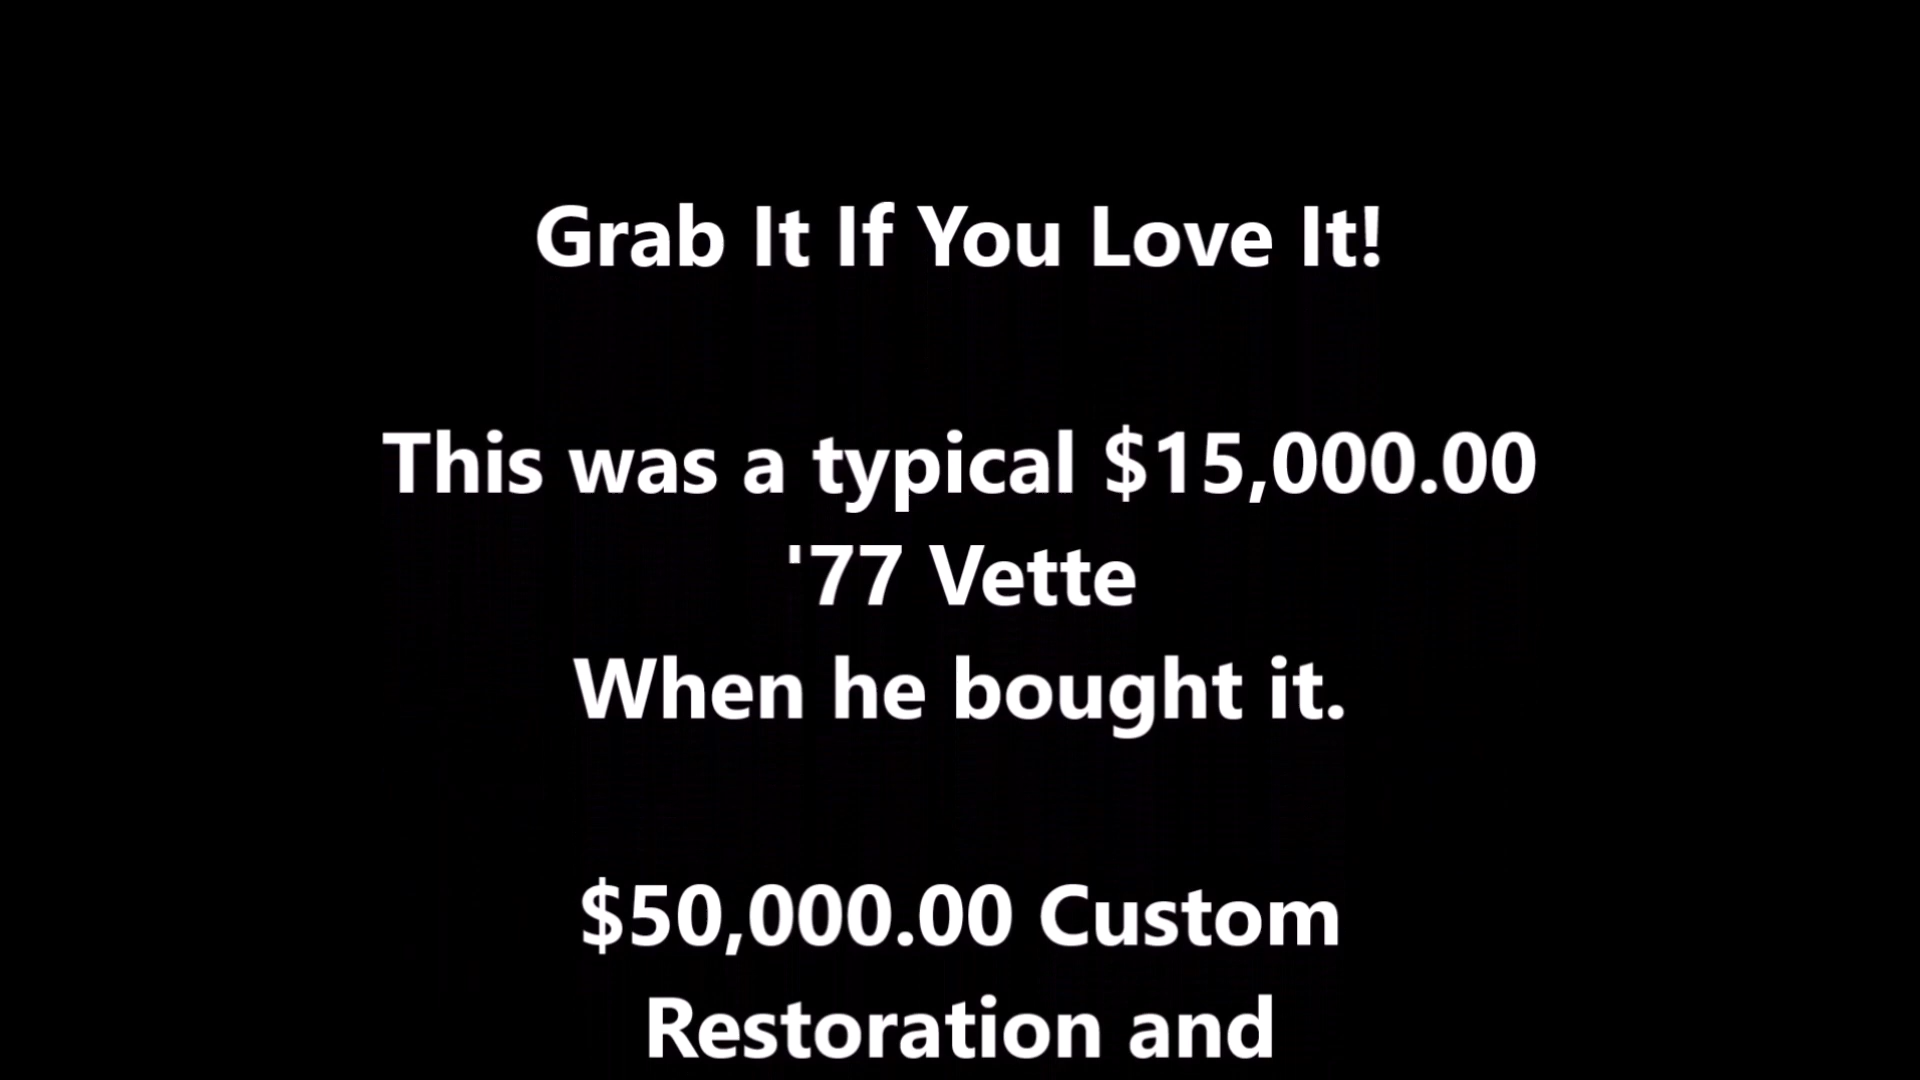 Grab It If You Love It!
This was a typical $15,000.00
'77 Vette
When he bought it.
$50,000.00 Custom
Restoration and